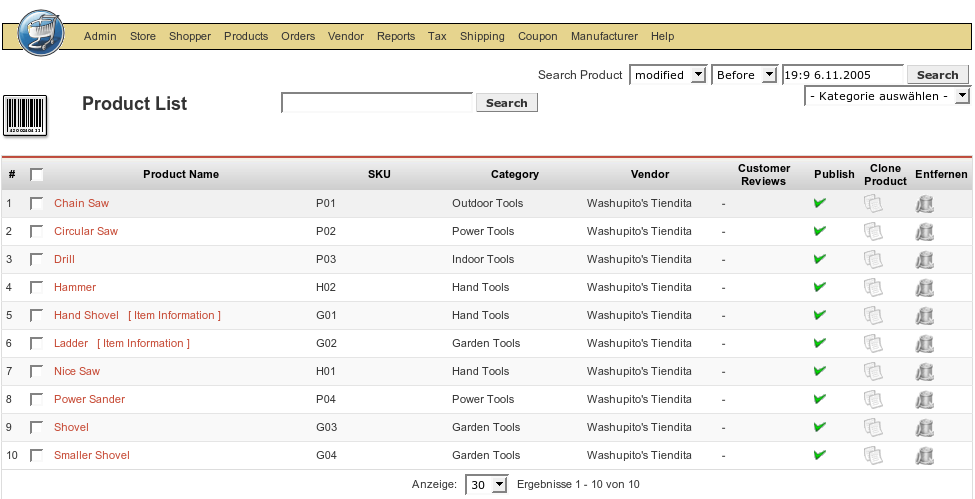 Admin Store Shopper Products Orders Vendor Reports Tax Shipping Coupon Manufacturer Help
Search Product modified Before 19:9 6.11.2005 Search
- Kategorie auswählen -
Product List Search
# Product Name SKU Category Vendor Customer Reviews Publish Clone Product Entfernen
1 Chain Saw P01 Outdoor Tools Washupito's Tiendita -
2 Circular Saw P02 Power Tools Washupito's Tiendita -
3 Drill P03 Indoor Tools Washupito's Tiendita -
4 Hammer H02 Hand Tools Washupito's Tiendita -
5 Hand Shovel [ Item Information ] G01 Hand Tools Washupito's Tiendita -
6 Ladder [ Item Information ] G02 Garden Tools Washupito's Tiendita -
7 Nice Saw H01 Hand Tools Washupito's Tiendita -
8 Power Sander P04 Power Tools Washupito's Tiendita -
9 Shovel G03 Garden Tools Washupito's Tiendita -
10 Smaller Shovel G04 Garden Tools Washupito's Tiendita -
Anzeige: 30 Ergebnisse 1 - 10 von 10